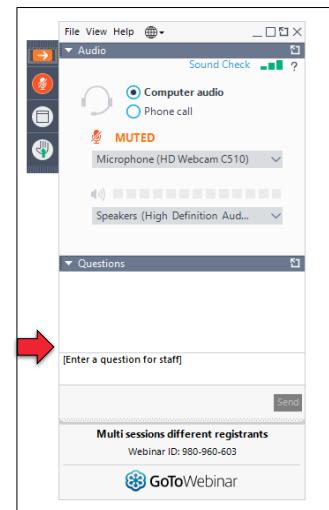 File View Help
Audio
Sound Check ?
Computer audio
Phone call
MUTED
Microphone (HD Webcam C510)
Speakers (High Definition Aud...
Questions
[Enter a question for staff]
Send
Multi sessions different registrants
Webinar ID: 980-960-603
GoToWebinar